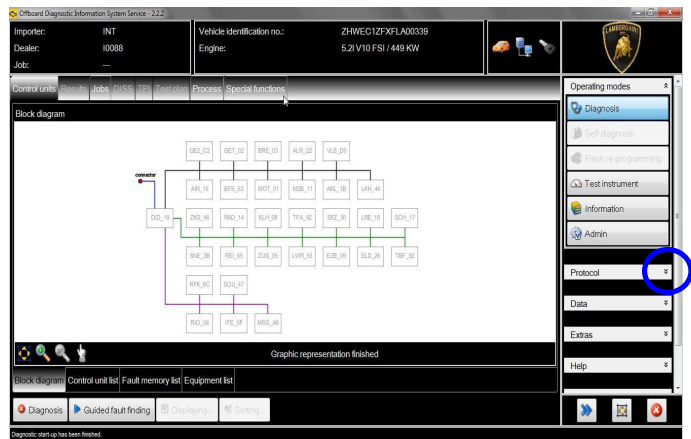 Offboard Diagnostic Information System Service - 2.2.2
Importer: INT
Dealer: I0088
Job: ---
Vehicle identification no.: ZHWEC1ZFXFLA00339
Engine: 5.2l V10 FSI / 449 KW
LAMBORGHINI
Control units Results Jobs DISS TPI Test plan Process Special functions
Block diagram
GE2_C2 GET_02 BRE_03 ALR_22 VLS_D0
connector
AIR_15 BFS_53 MOT_01 M2B_11 AKL_1B LKH_44
DID_19 ZKS_46 RAD_14 KLH_08 TFA_42 SFZ_30 LRE_16 SCH_17
SNE_3B REI_65 ZUS_05 LWR_55 EZE_09 ELD_26 TBF_52
RFK_6C SOU_47
RIO_56 IFE_5F MSG_A6
Graphic representation finished
Block diagram Control unit list Fault memory list Equipment list
Diagnosis Guided fault finding Displaying... Sorting...
Diagnostic start-up has been finished.
Operating modes
Diagnosis
Self-diagnosis
Flash re-programming
Test instrument
Information
Admin
Protocol
Data
Extras
Help